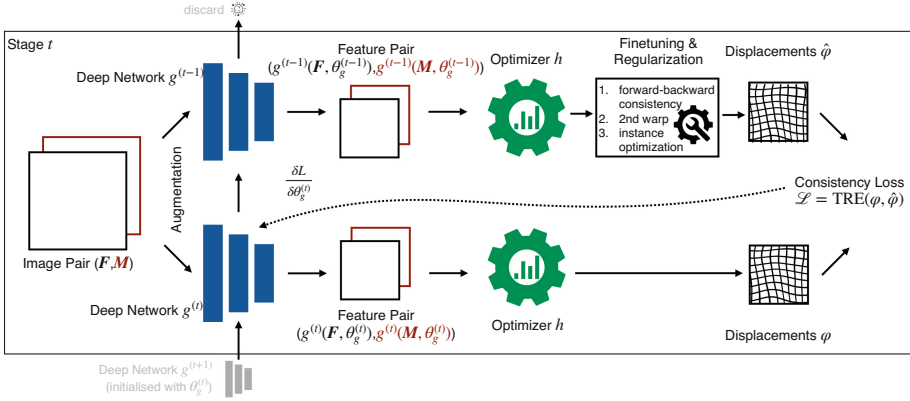 discard
Stage t
Deep Network g^(t-1)
Feature Pair
(g^(t-1)(F, θ_g^(t-1)),g^(t-1)(M, θ_g^(t-1)))
Optimizer h
Finetuning &
Regularization
1. forward-backward
consistency
2. 2nd warp
3. instance
optimization
Displacements φ̂
Augmentation
δL
δθ_g^(t)
Consistency Loss
ℒ = TRE(φ, φ̂)
Image Pair (F,M)
Deep Network g^(t)
Feature Pair
(g^(t)(F, θ_g^(t)),g^(t)(M, θ_g^(t)))
Optimizer h
Displacements φ
Deep Network g^(t+1)
(initialised with θ_g^(t))